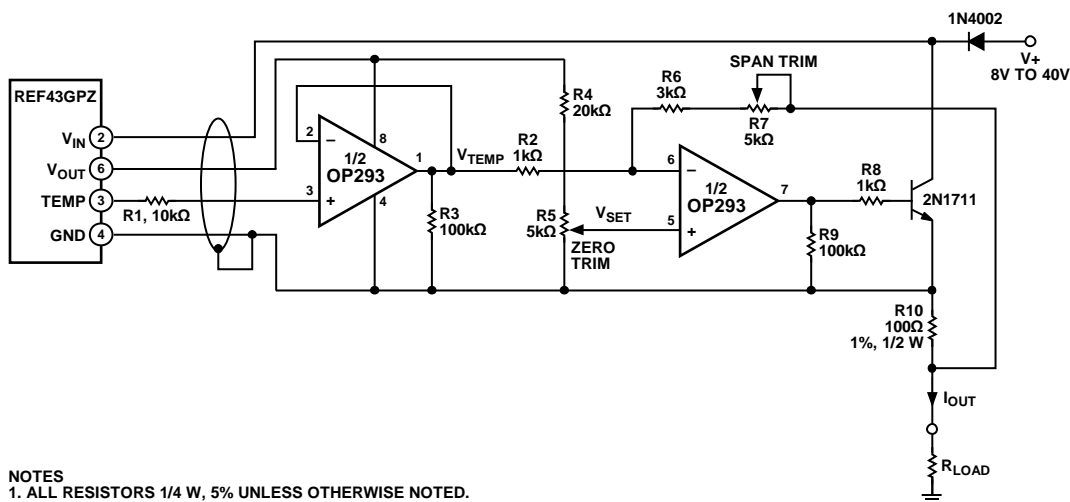 1N4002
V+
8V TO 40V
REF43GPZ
VIN 2
VOUT 6
TEMP 3
GND 4
R1, 10kΩ
2
–
8
1/2
OP293
1
3
+
4
VTEMP
R2
1kΩ
R3
100kΩ
R4
20kΩ
R5
5kΩ
ZERO
TRIM
VSET
R6
3kΩ
SPAN TRIM
R7
5kΩ
6
–
1/2
OP293
7
5
+
R8
1kΩ
2N1711
R9
100kΩ
R10
100Ω
1%, 1/2 W
IOUT
RLOAD
NOTES
1. ALL RESISTORS 1/4 W, 5% UNLESS OTHERWISE NOTED.